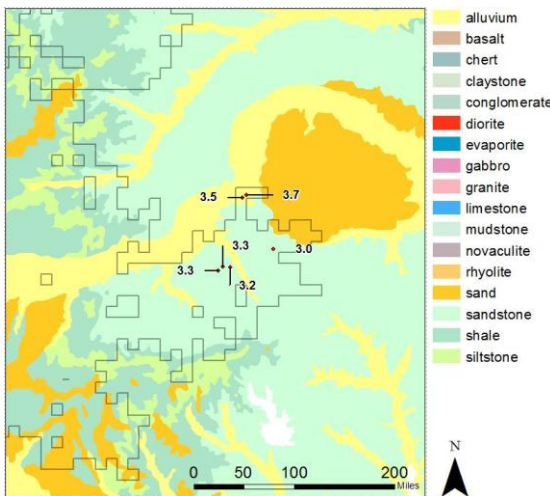 3.5
3.7
3.3
3.0
3.3
3.2
0
50
100
200
Miles
alluvium
basalt
chert
claystone
conglomerate
diorite
evaporite
gabbro
granite
limestone
mudstone
novaculite
rhyolite
sand
sandstone
shale
siltstone
N